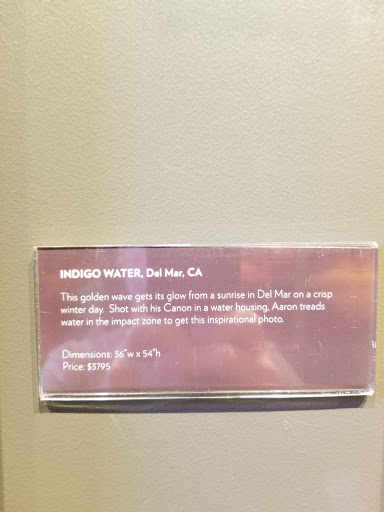 INDIGO WATER, Del Mar, CA
This golden wave gets its glow from a sunrise in Del Mar on a crisp
winter day. Shot with his Canon in a water housing, Aaron treads
water in the impact zone to get this inspirational photo.
Dimensions: 36"w x 54"h
Price: $3795